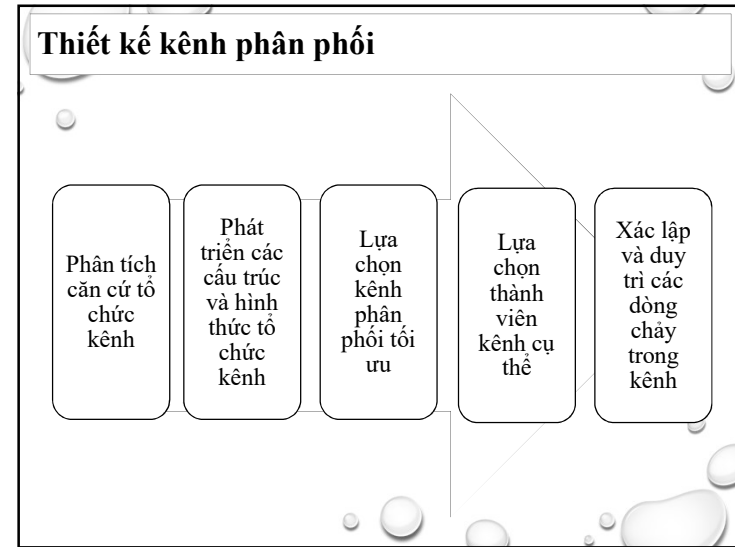 Thiết kế kênh phân phối
Phân tích
căn cứ tổ
chức
kênh
Phát
triển các
cấu trúc
và hình
thức tổ
chức
kênh
Lựa
chọn
kênh
phân
phối tối
ưu
Lựa
chọn
thành
viên
kênh cụ
thể
Xác lập
và duy
trì các
dòng
chảy
trong
kênh